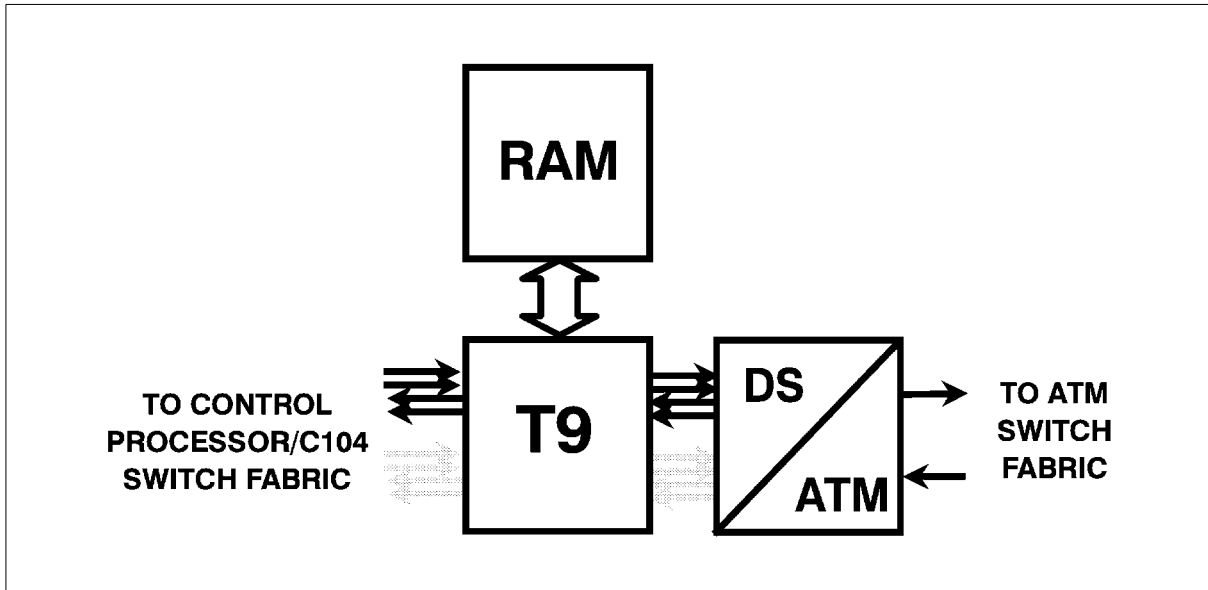 RAM
TO CONTROL
PROCESSOR/C104
SWITCH FABRIC
T9
DS
ATM
TO ATM
SWITCH
FABRIC